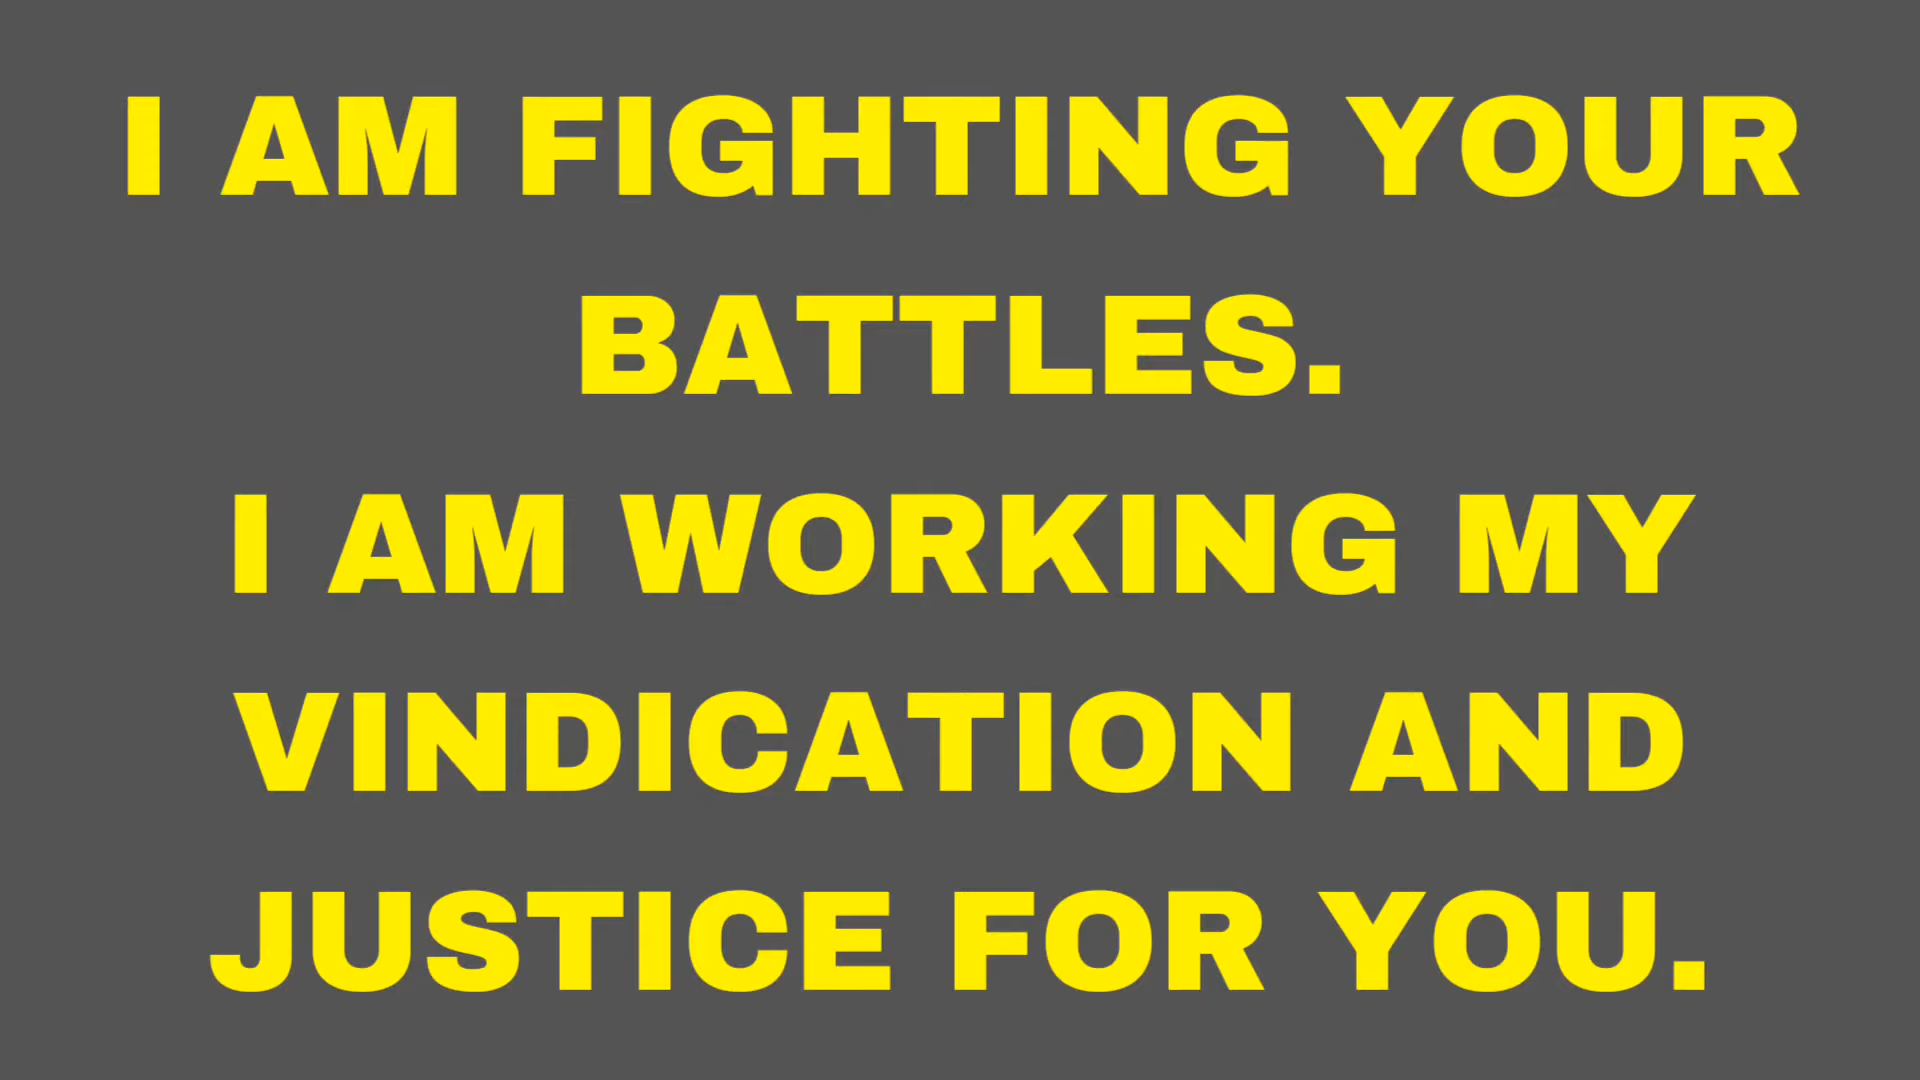 I AM FIGHTING YOUR
BATTLES.
I AM WORKING MY
VINDICATION AND
JUSTICE FOR YOU.